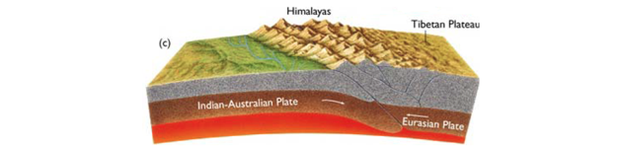 Himalayas
Tibetan Plateau
(c)
Indian-Australian Plate
Eurasian Plate